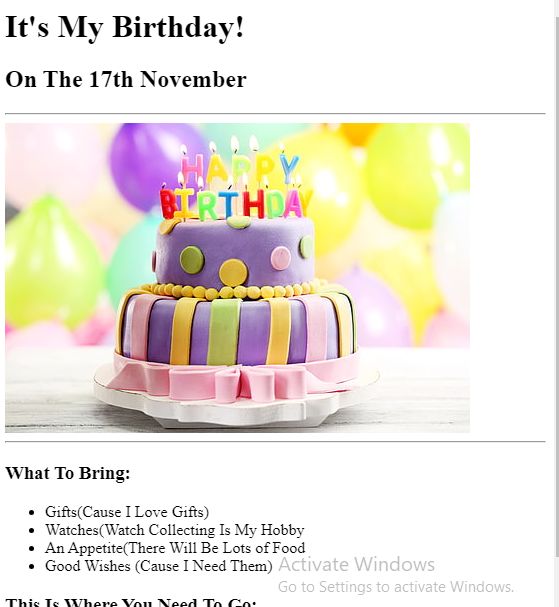 It's My Birthday!
On The 17th November
HAPPY
BIRTHDAY
What To Bring:
Gifts(Cause I Love Gifts)
Watches(Watch Collecting Is My Hobby
An Appetite(There Will Be Lots of Food
Good Wishes (Cause I Need Them)
Activate Windows
Go to Settings to activate Windows.
This Is Where You Need To Go: